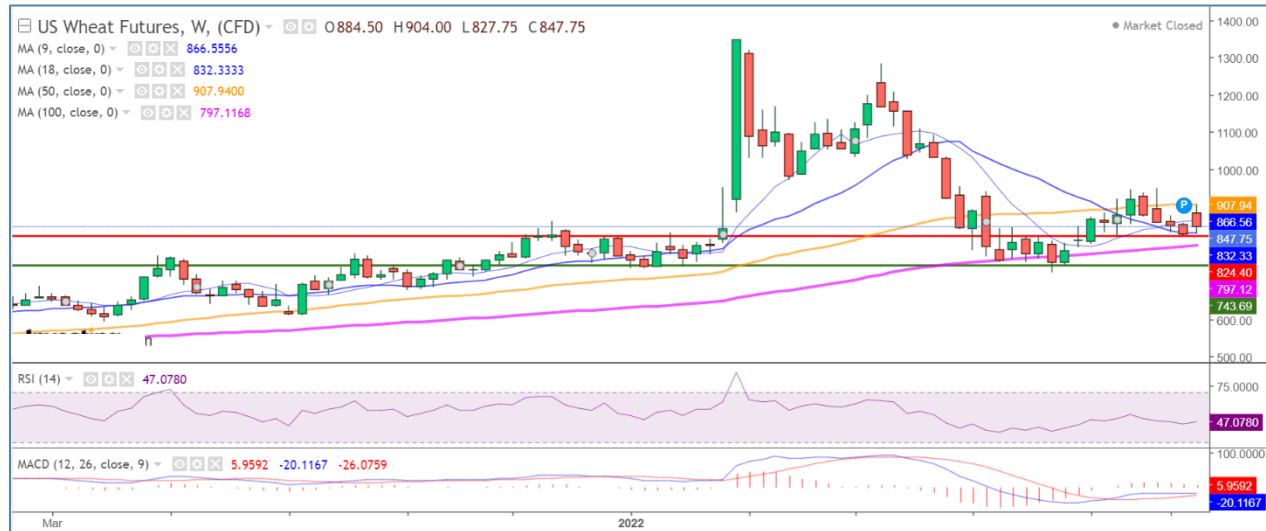 US Wheat Futures, W, (CFD) O884.50 H904.00 L827.75 C847.75
Market Closed
MA (9, close, 0) 866.5556
MA (18, close, 0) 832.3333
MA (50, close, 0) 907.9400
MA (100, close, 0) 797.1168
1400.00
1300.00
1200.00
1100.00
1000.00
907.94
866.56
847.75
832.33
824.40
797.12
743.69
600.00
500.00
P
RSI (14) 47.0780
75.0000
47.0780
MACD (12, 26, close, 9) 5.9592 -20.1167 -26.0759
100.0000
5.9592
-20.1167
Mar 2022